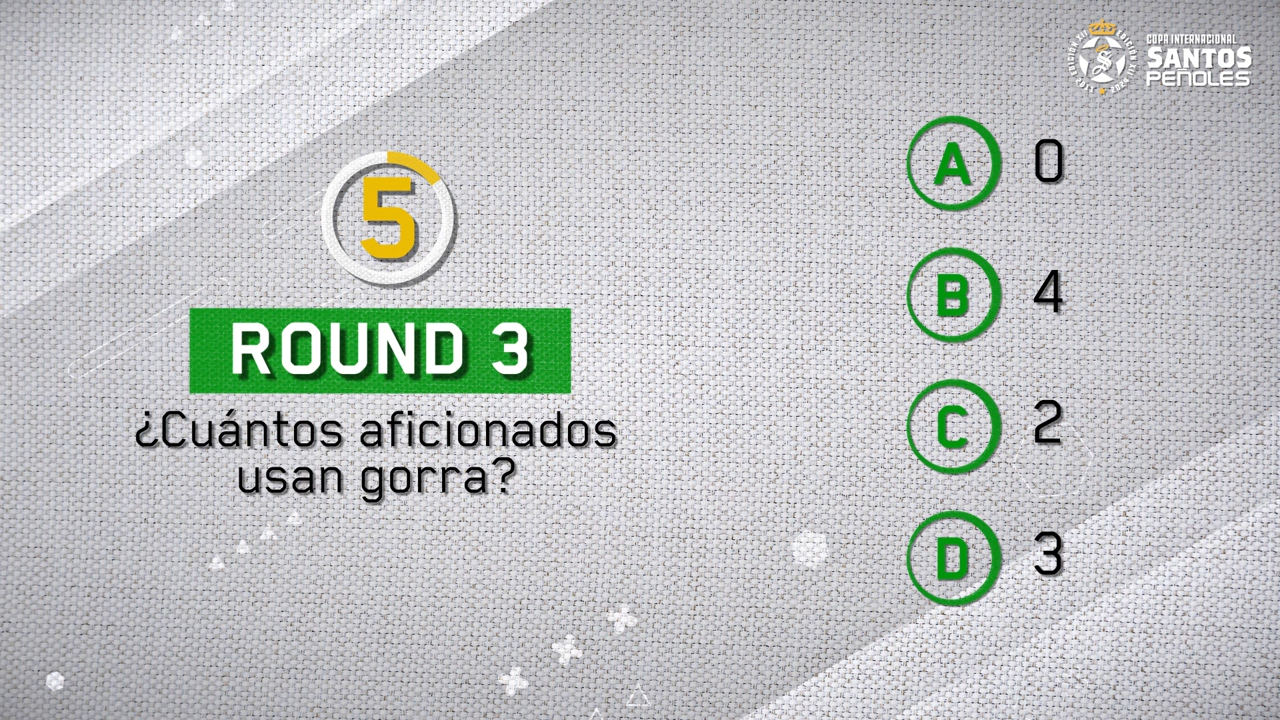 COPA INTERNACIONAL
SANTOS
PEÑOLES
5
ROUND 3
¿Cuántos aficionados
usan gorra?
A 0
B 4
C 2
D 3